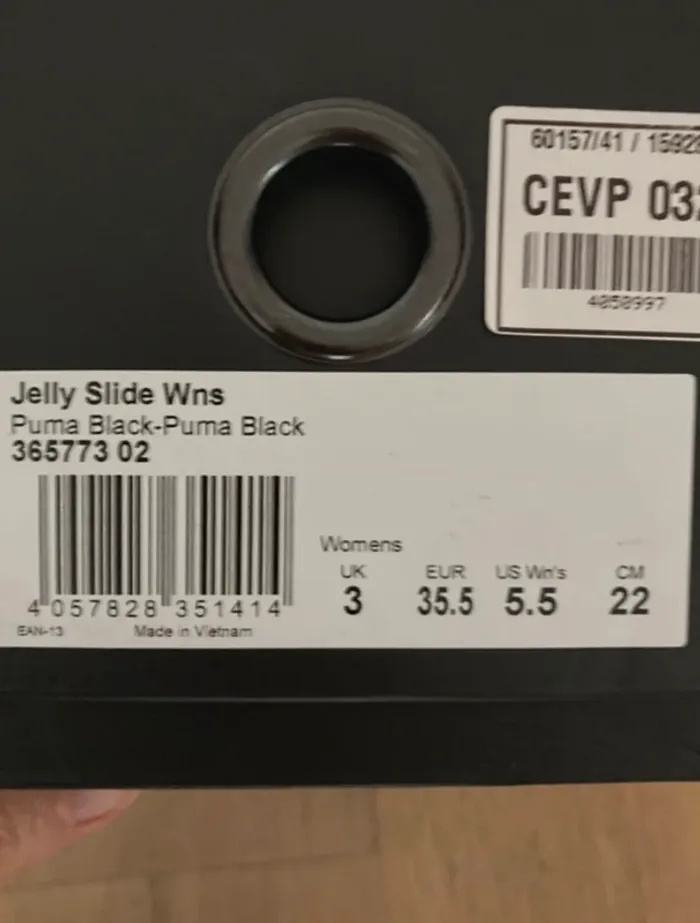 60157/41 / 1592
CEVP 03
4050997
Jelly Slide Wns
Puma Black-Puma Black
365773 02
4 057828 351414
EAN-13
Made in Vietnam
Womens
UK EUR US Wn's CM
3 35.5 5.5 22